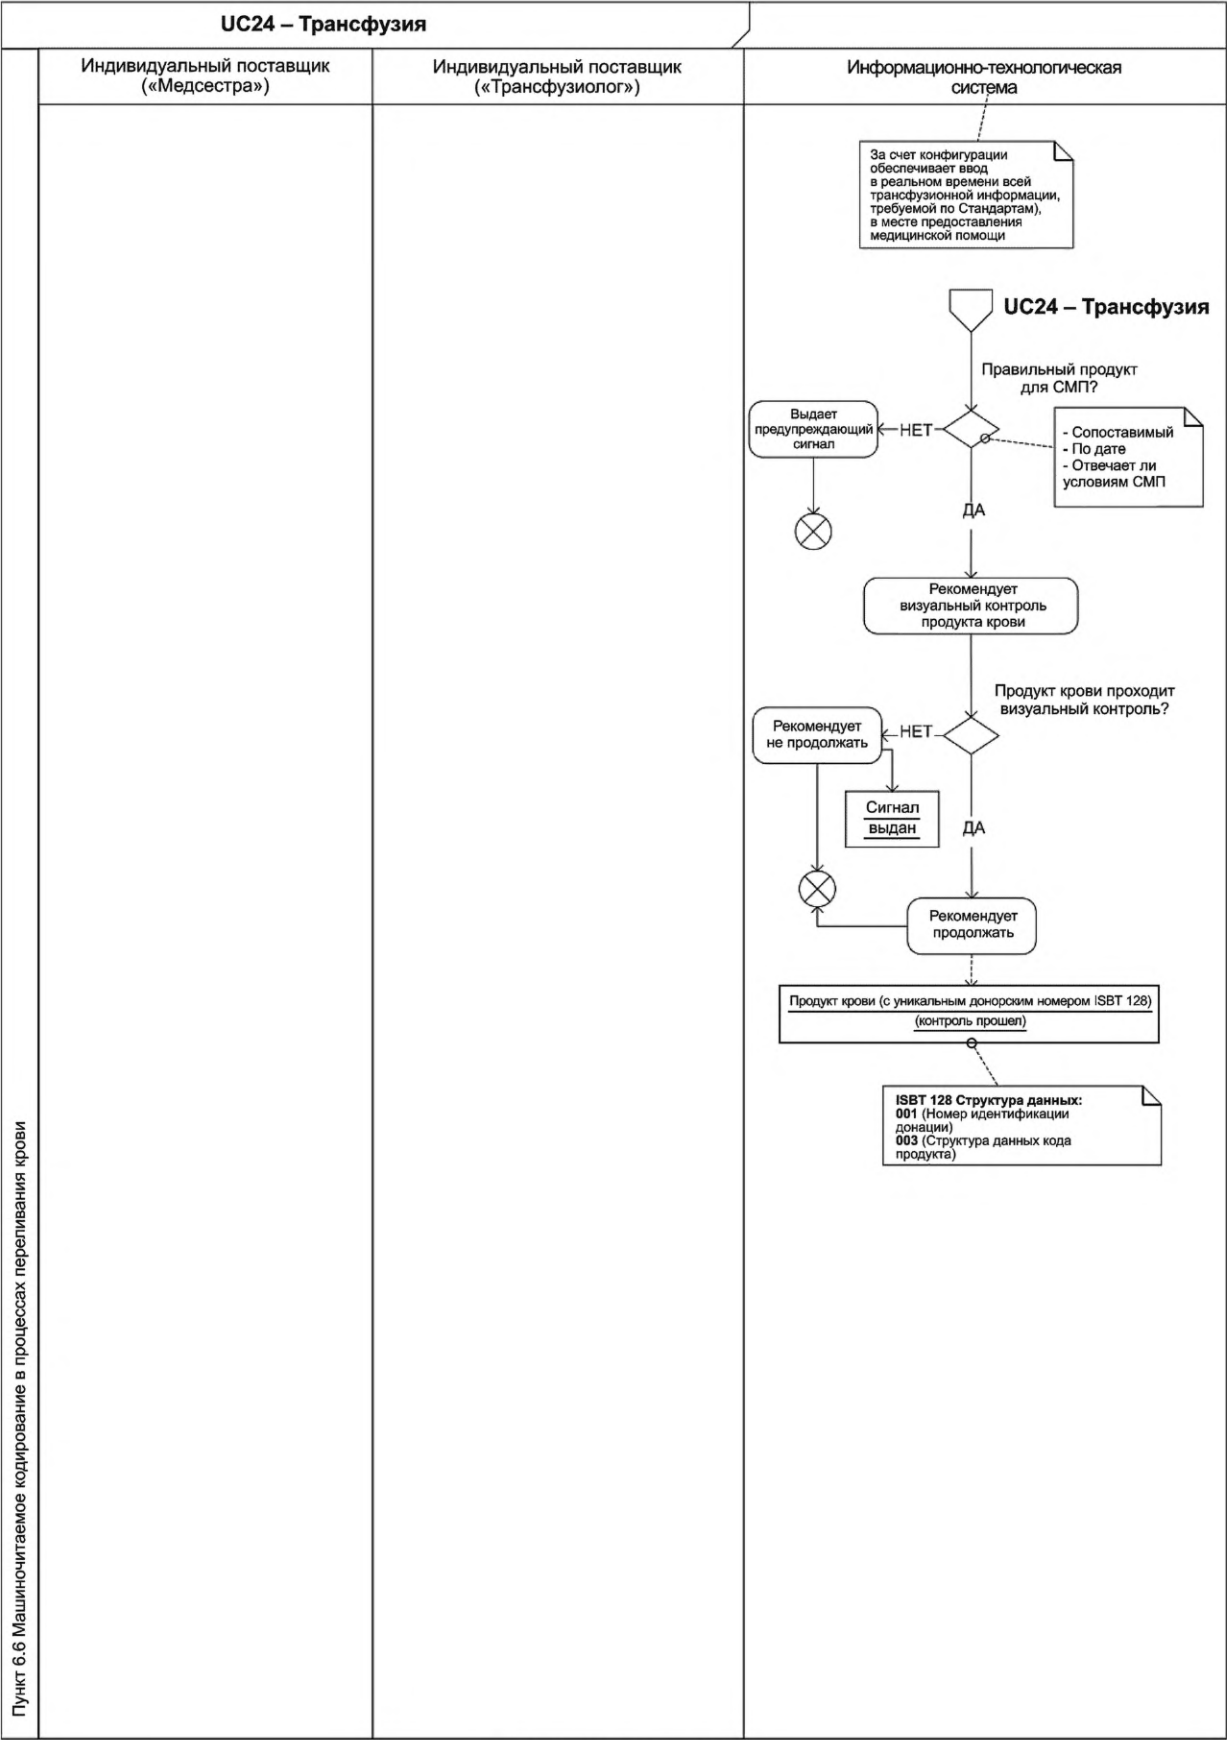 UC24 – Трансфузия
Индивидуальный поставщик
(«Медсестра»)
Индивидуальный поставщик
(«Трансфузиолог»)
Информационно-технологическая
система
За счет конфигурации
обеспечивает ввод
в реальном времени всей
трансфузионной информации,
требуемой по Стандартам),
в месте предоставления
медицинской помощи
UC24 – Трансфузия
Правильный продукт
для СМП?
Выдает
предупреждающий
сигнал
НЕТ
- Сопоставимый
- По дате
- Отвечает ли
условиям СМП
ДА
Рекомендует
визуальный контроль
продукта крови
Продукт крови проходит
визуальный контроль?
Рекомендует
не продолжать
НЕТ
Сигнал
выдан
ДА
Рекомендует
продолжать
Продукт крови (с уникальным донорским номером ISBT 128)
(контроль прошел)
ISBT 128 Структура данных:
001 (Номер идентификации
донации)
003 (Структура данных кода
продукта)
Пункт 6.6 Машиночитаемое кодирование в процессах переливания крови